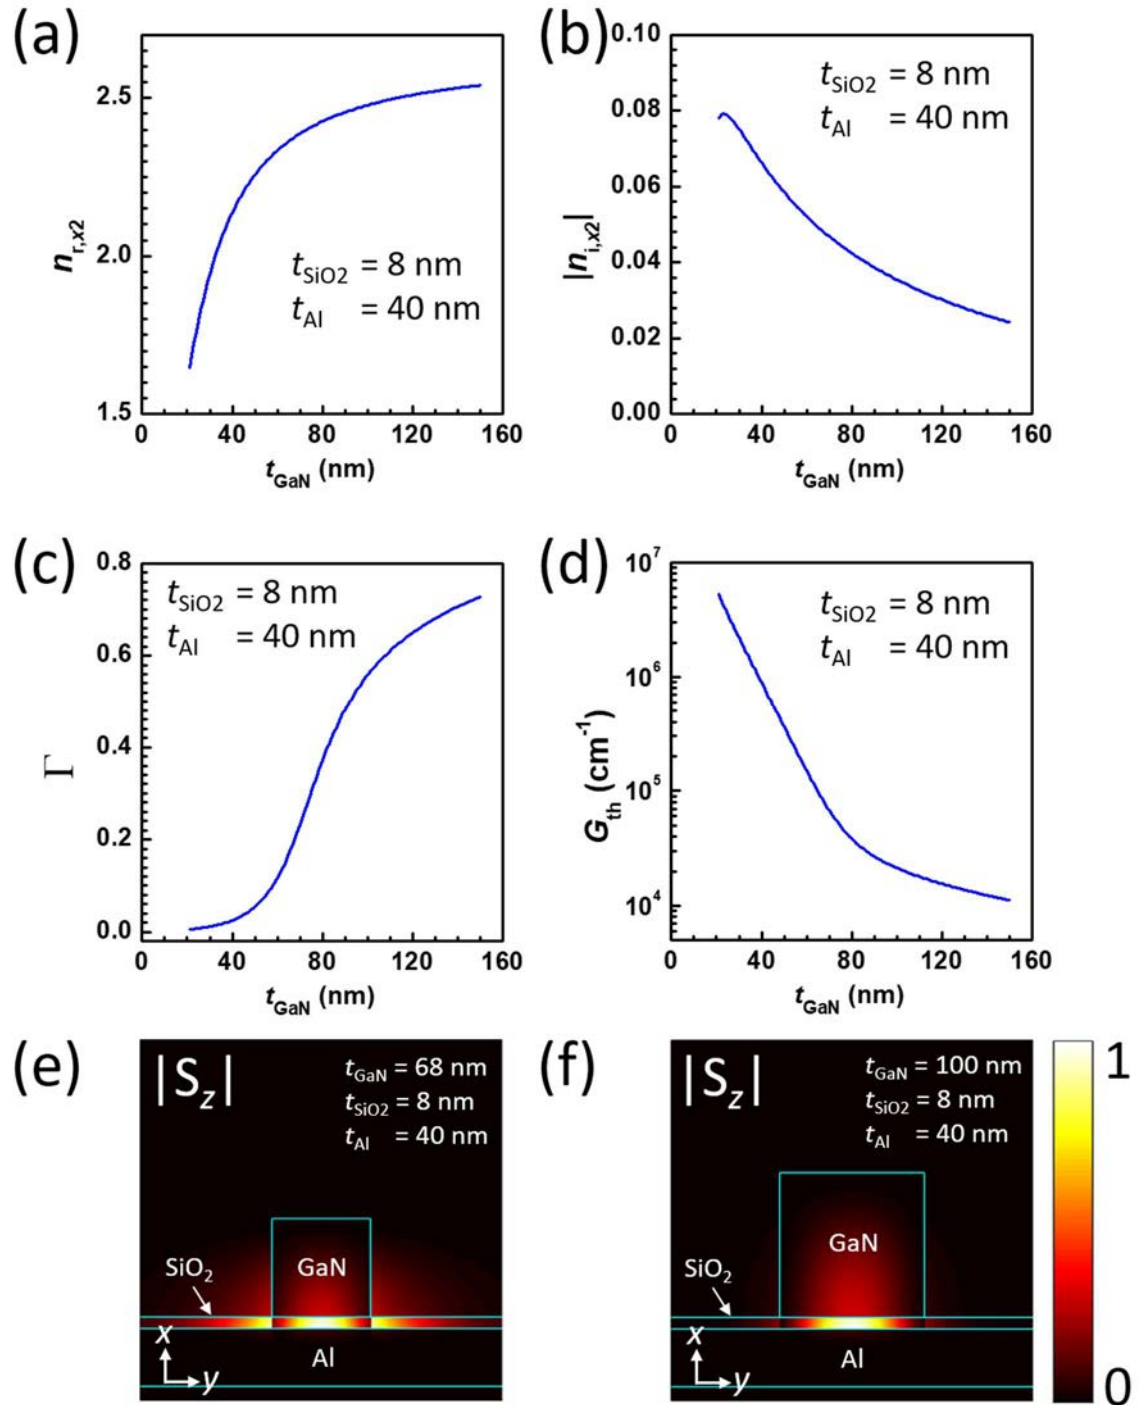 (a)
2.5
2.0
1.5
n_r,x2
t_SiO2 = 8 nm
t_Al = 40 nm
0 40 80 120 160
t_GaN (nm)
(b)
0.10
0.08
0.06
0.04
0.02
0.00
|n_i,x2|
t_SiO2 = 8 nm
t_Al = 40 nm
0 40 80 120 160
t_GaN (nm)
(c)
0.8
0.6
0.4
0.2
0.0
Γ
t_SiO2 = 8 nm
t_Al = 40 nm
0 40 80 120 160
t_GaN (nm)
(d)
10^7
10^6
10^5
10^4
G_th (cm^-1)
t_SiO2 = 8 nm
t_Al = 40 nm
0 40 80 120 160
t_GaN (nm)
(e)
|S_z|
t_GaN = 68 nm
t_SiO2 = 8 nm
t_Al = 40 nm
GaN
SiO_2
Al
x
y
(f)
|S_z|
t_GaN = 100 nm
t_SiO2 = 8 nm
t_Al = 40 nm
GaN
SiO_2
Al
x
y
1
0